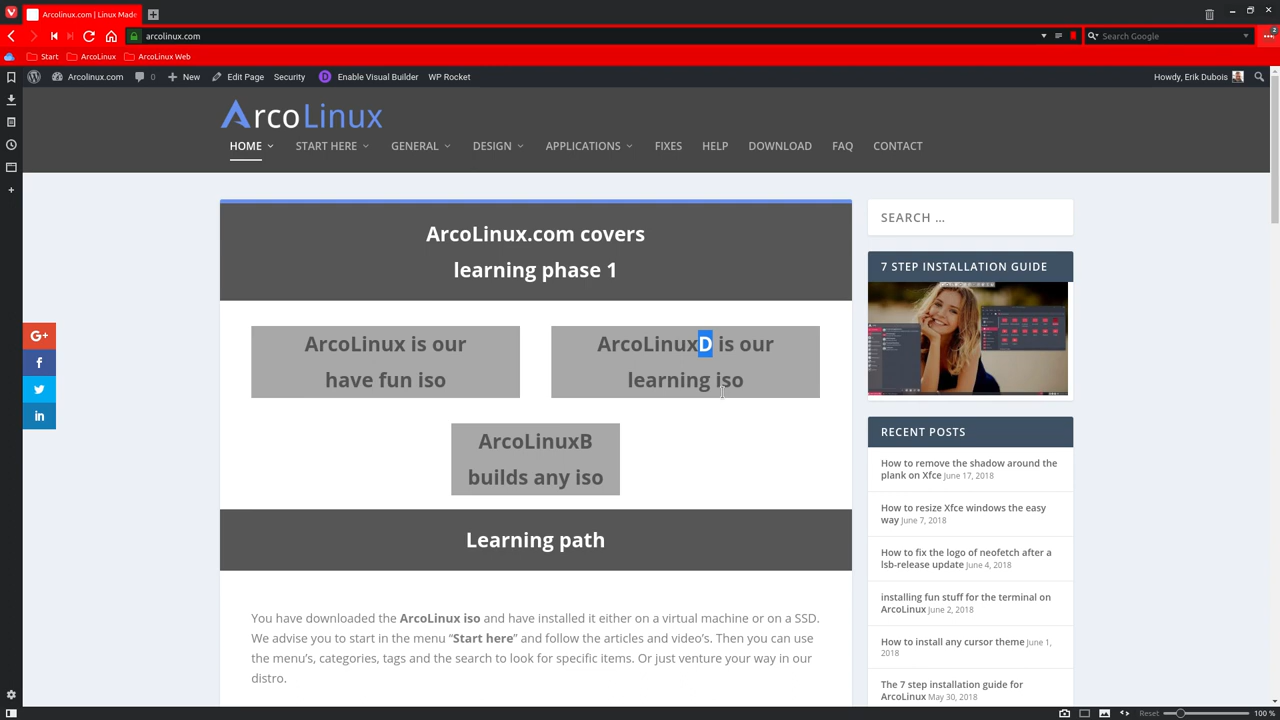 Arcolinux.com | Linux Made
arcolinux.com
Search Google
2
Start
ArcoLinux
ArcoLinux Web
Arcolinux.com
0
New
Edit Page
Security
D
Enable Visual Builder
WP Rocket
Howdy, Erik Dubois
ArcoLinux
HOME
START HERE
GENERAL
DESIGN
APPLICATIONS
FIXES
HELP
DOWNLOAD
FAQ
CONTACT
ArcoLinux.com covers
learning phase 1
ArcoLinux is our
have fun iso
ArcoLinuxD is our
learning iso
ArcoLinuxB
builds any iso
Learning path
You have downloaded the ArcoLinux iso and have installed it either on a virtual machine or on a SSD.
We advise you to start in the menu “Start here” and follow the articles and video’s. Then you can use
the menu’s, categories, tags and the search to look for specific items. Or just venture your way in our
distro.
SEARCH …
7 STEP INSTALLATION GUIDE
RECENT POSTS
How to remove the shadow around the
plank on Xfce June 17, 2018
How to resize Xfce windows the easy
way June 7, 2018
How to fix the logo of neofetch after a
lsb-release update June 4, 2018
installing fun stuff for the terminal on
ArcoLinux June 2, 2018
How to install any cursor theme June 1,
2018
The 7 step installation guide for
ArcoLinux May 30, 2018
Reset
100 %